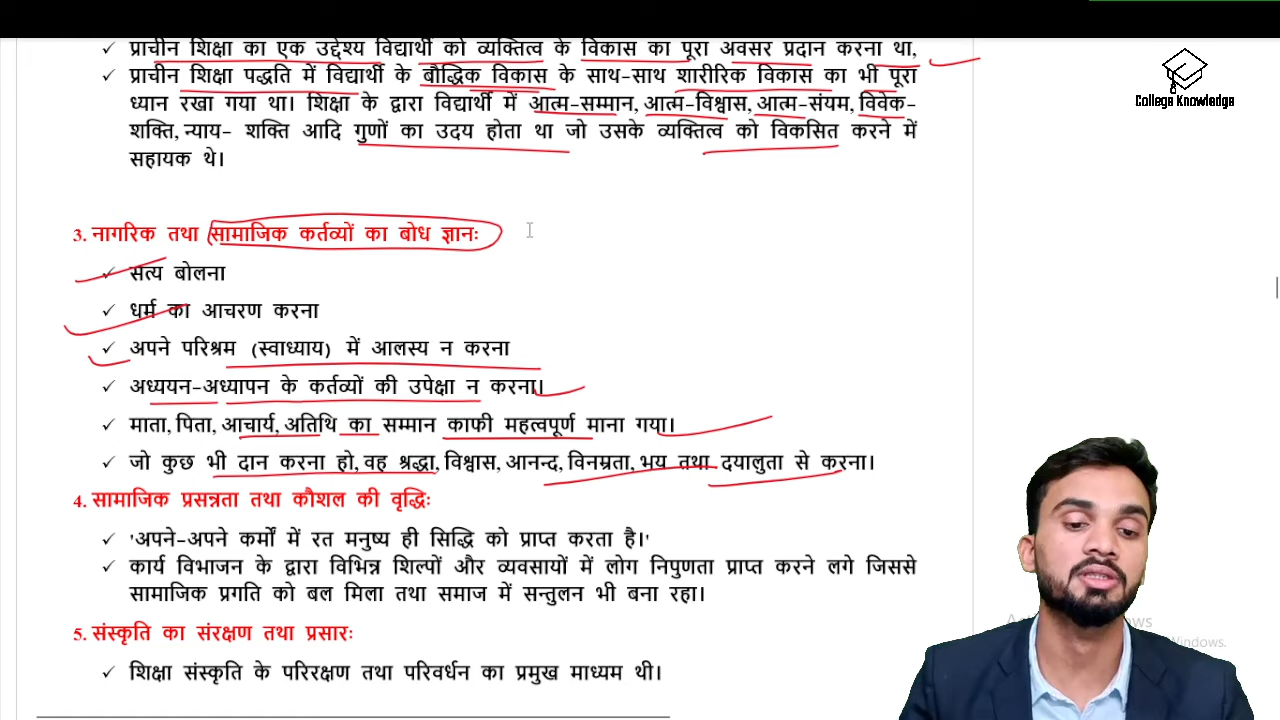 प्राचीन शिक्षा का एक उद्देश्य विद्यार्थी को व्यक्तित्व के विकास का पूरा अवसर प्रदान करना था,
College Knowledge
✓ प्राचीन शिक्षा पद्धति में विद्यार्थी के बौद्धिक विकास के साथ-साथ शारीरिक विकास का भी पूरा
ध्यान रखा गया था। शिक्षा के द्वारा विद्यार्थी में आत्म-सम्मान, आत्म-विश्वास, आत्म-संयम, विवेक-
शक्ति, न्याय- शक्ति आदि गुणों का उदय होता था जो उसके व्यक्तित्व को विकसित करने में
सहायक थे।
3. नागरिक तथा सामाजिक कर्तव्यों का बोध ज्ञानः
✓ सत्य बोलना
✓ धर्म का आचरण करना
✓ अपने परिश्रम (स्वाध्याय) में आलस्य न करना
✓ अध्ययन-अध्यापन के कर्तव्यों की उपेक्षा न करना।
✓ माता, पिता, आचार्य, अतिथि का सम्मान काफी महत्वपूर्ण माना गया।
✓ जो कुछ भी दान करना हो, वह श्रद्धा, विश्वास, आनन्द, विनम्रता, भय तथा दयालुता से करना।
4. सामाजिक प्रसन्नता तथा कौशल की वृद्धिः
✓ 'अपने-अपने कर्मों में रत मनुष्य ही सिद्धि को प्राप्त करता है।'
✓ कार्य विभाजन के द्वारा विभिन्न शिल्पों और व्यवसायों में लोग निपुणता प्राप्त करने लगे जिससे
सामाजिक प्रगति को बल मिला तथा समाज में सन्तुलन भी बना रहा।
5. संस्कृति का संरक्षण तथा प्रसारः
✓ शिक्षा संस्कृति के परिरक्षण तथा परिवर्धन का प्रमुख माध्यम थी।